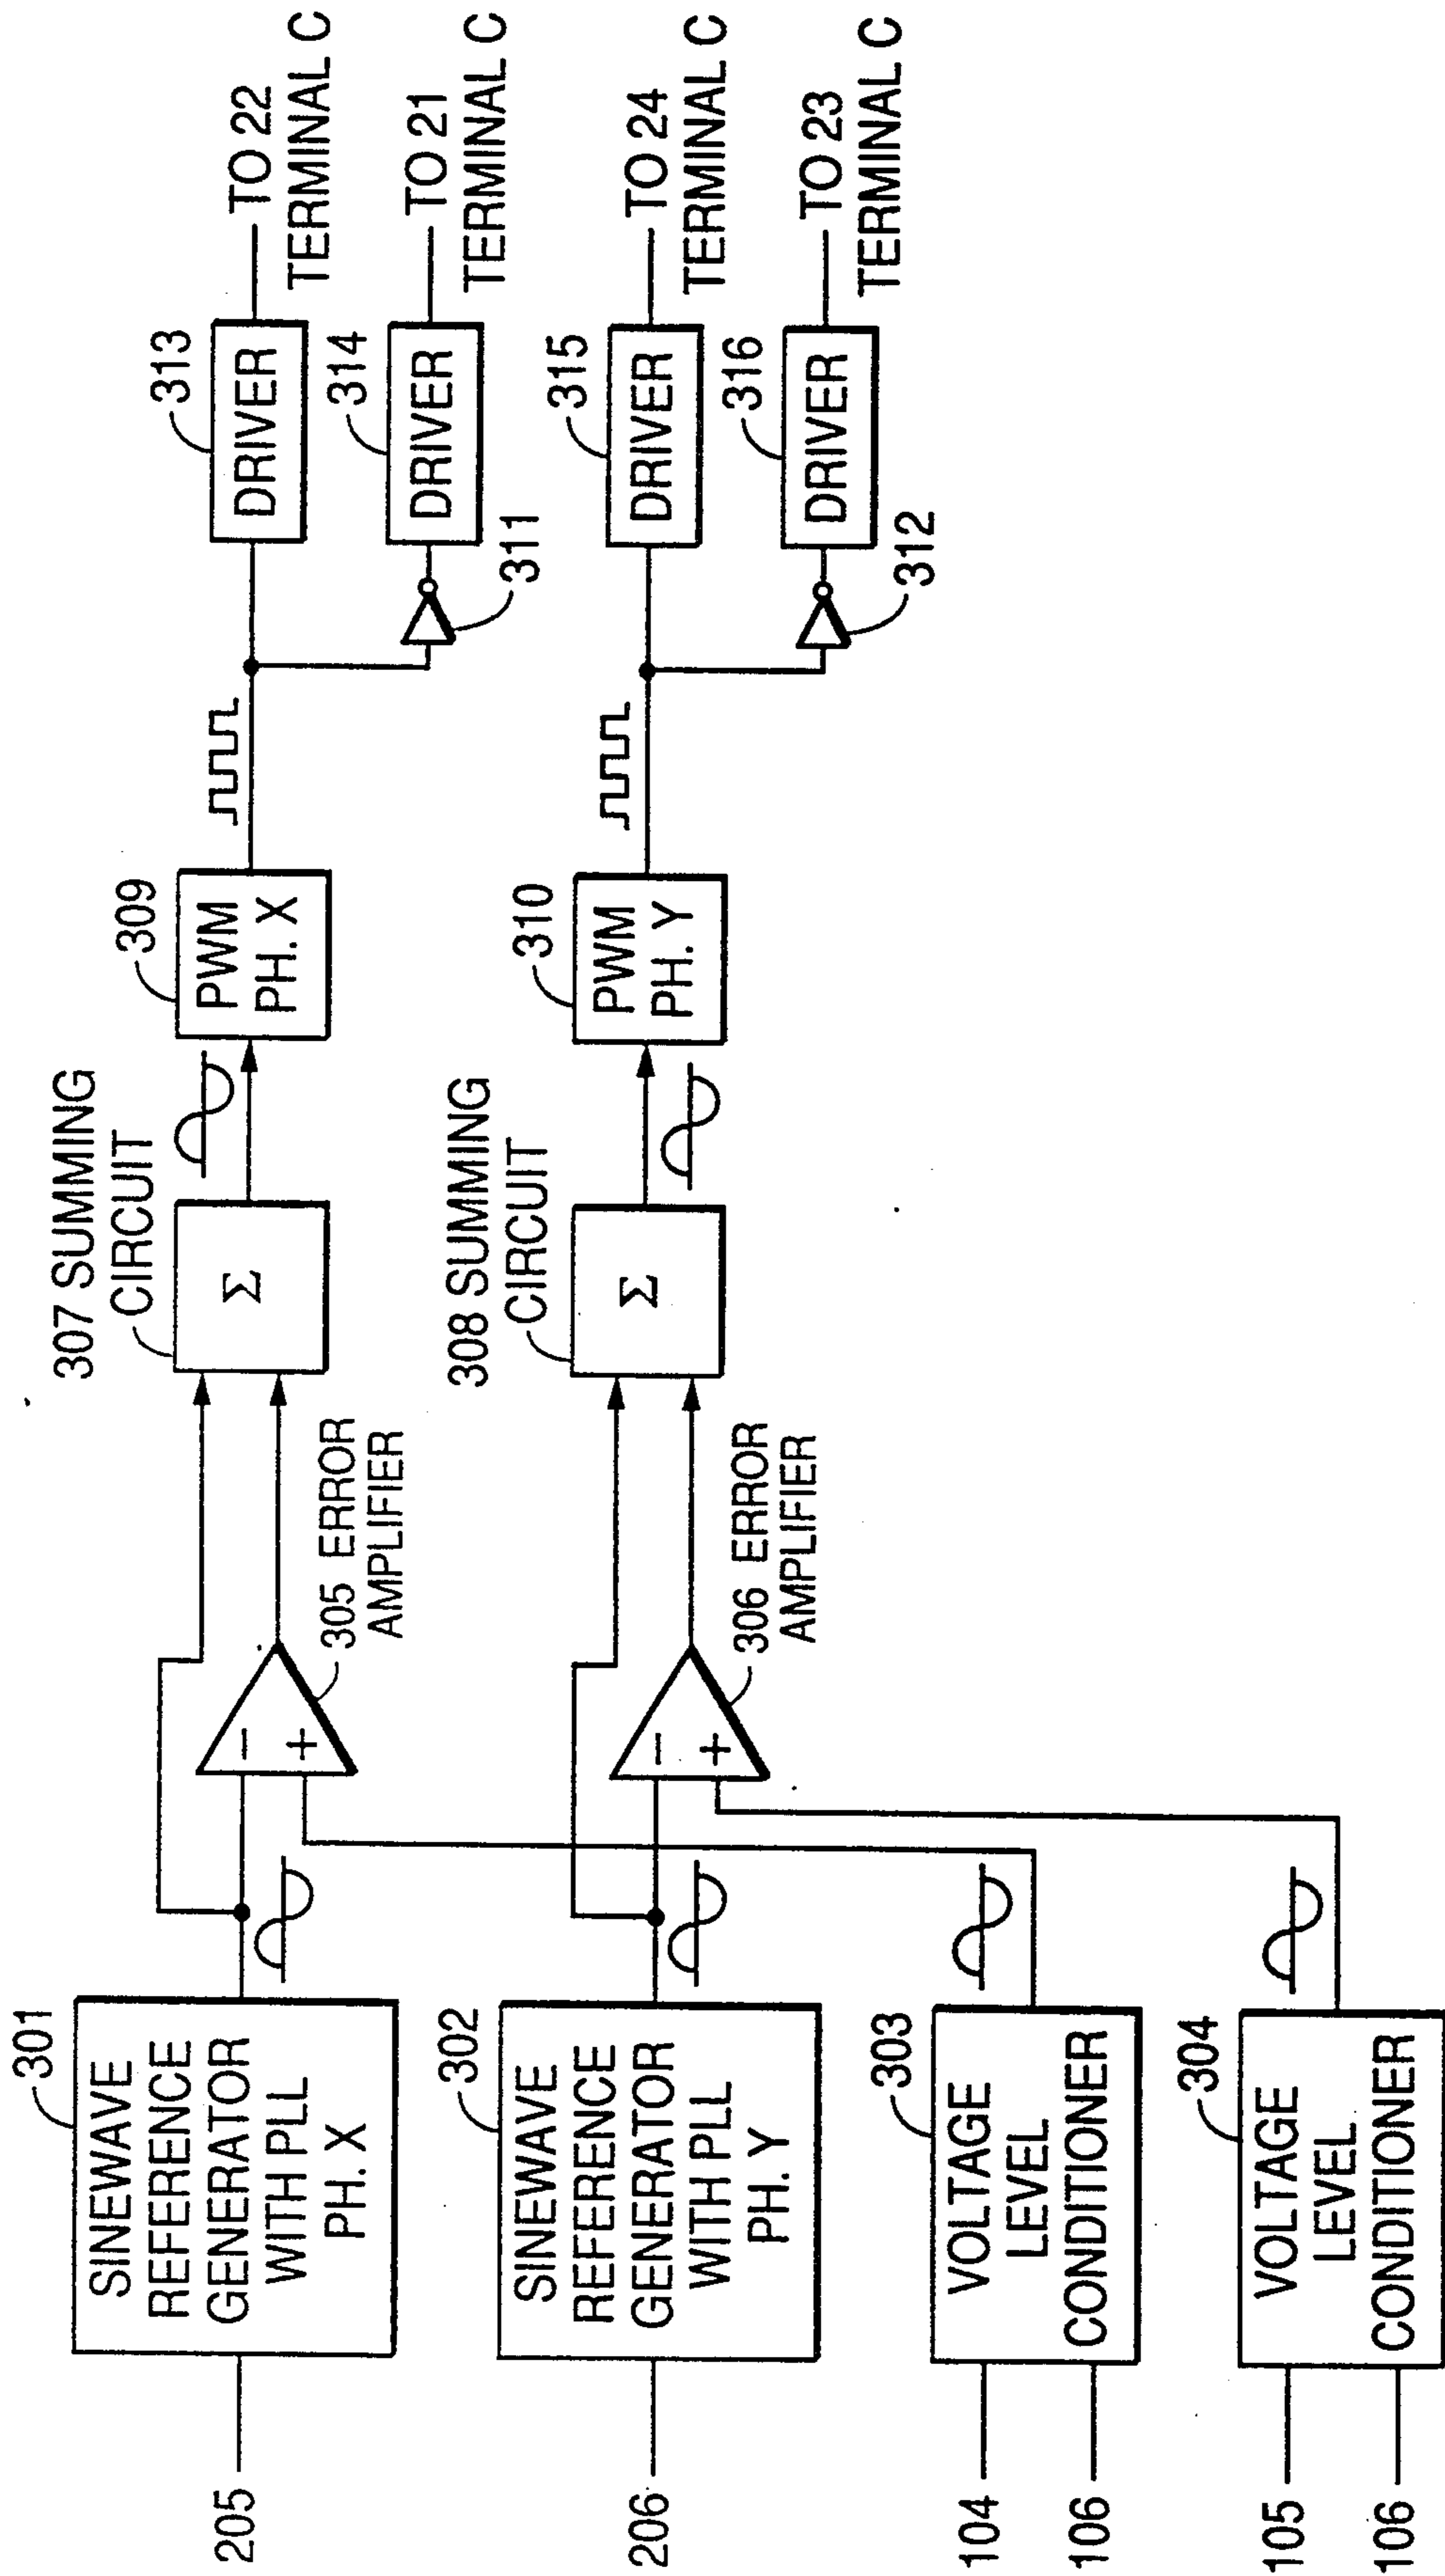 205
301
SINEWAVE
REFERENCE
GENERATOR
WITH PLL
PH. X
206
302
SINEWAVE
REFERENCE
GENERATOR
WITH PLL
PH. Y
104
106
303
VOLTAGE
LEVEL
CONDITIONER
105
106
304
VOLTAGE
LEVEL
CONDITIONER
−
+
305 ERROR
AMPLIFIER
−
+
306 ERROR
AMPLIFIER
307 SUMMING
CIRCUIT
Σ
308 SUMMING
CIRCUIT
Σ
309
PWM
PH. X
310
PWM
PH. Y
311
312
313
DRIVER
TO 22
TERMINAL C
314
DRIVER
TO 21
TERMINAL C
315
DRIVER
TO 24
TERMINAL C
316
DRIVER
TO 23
TERMINAL C